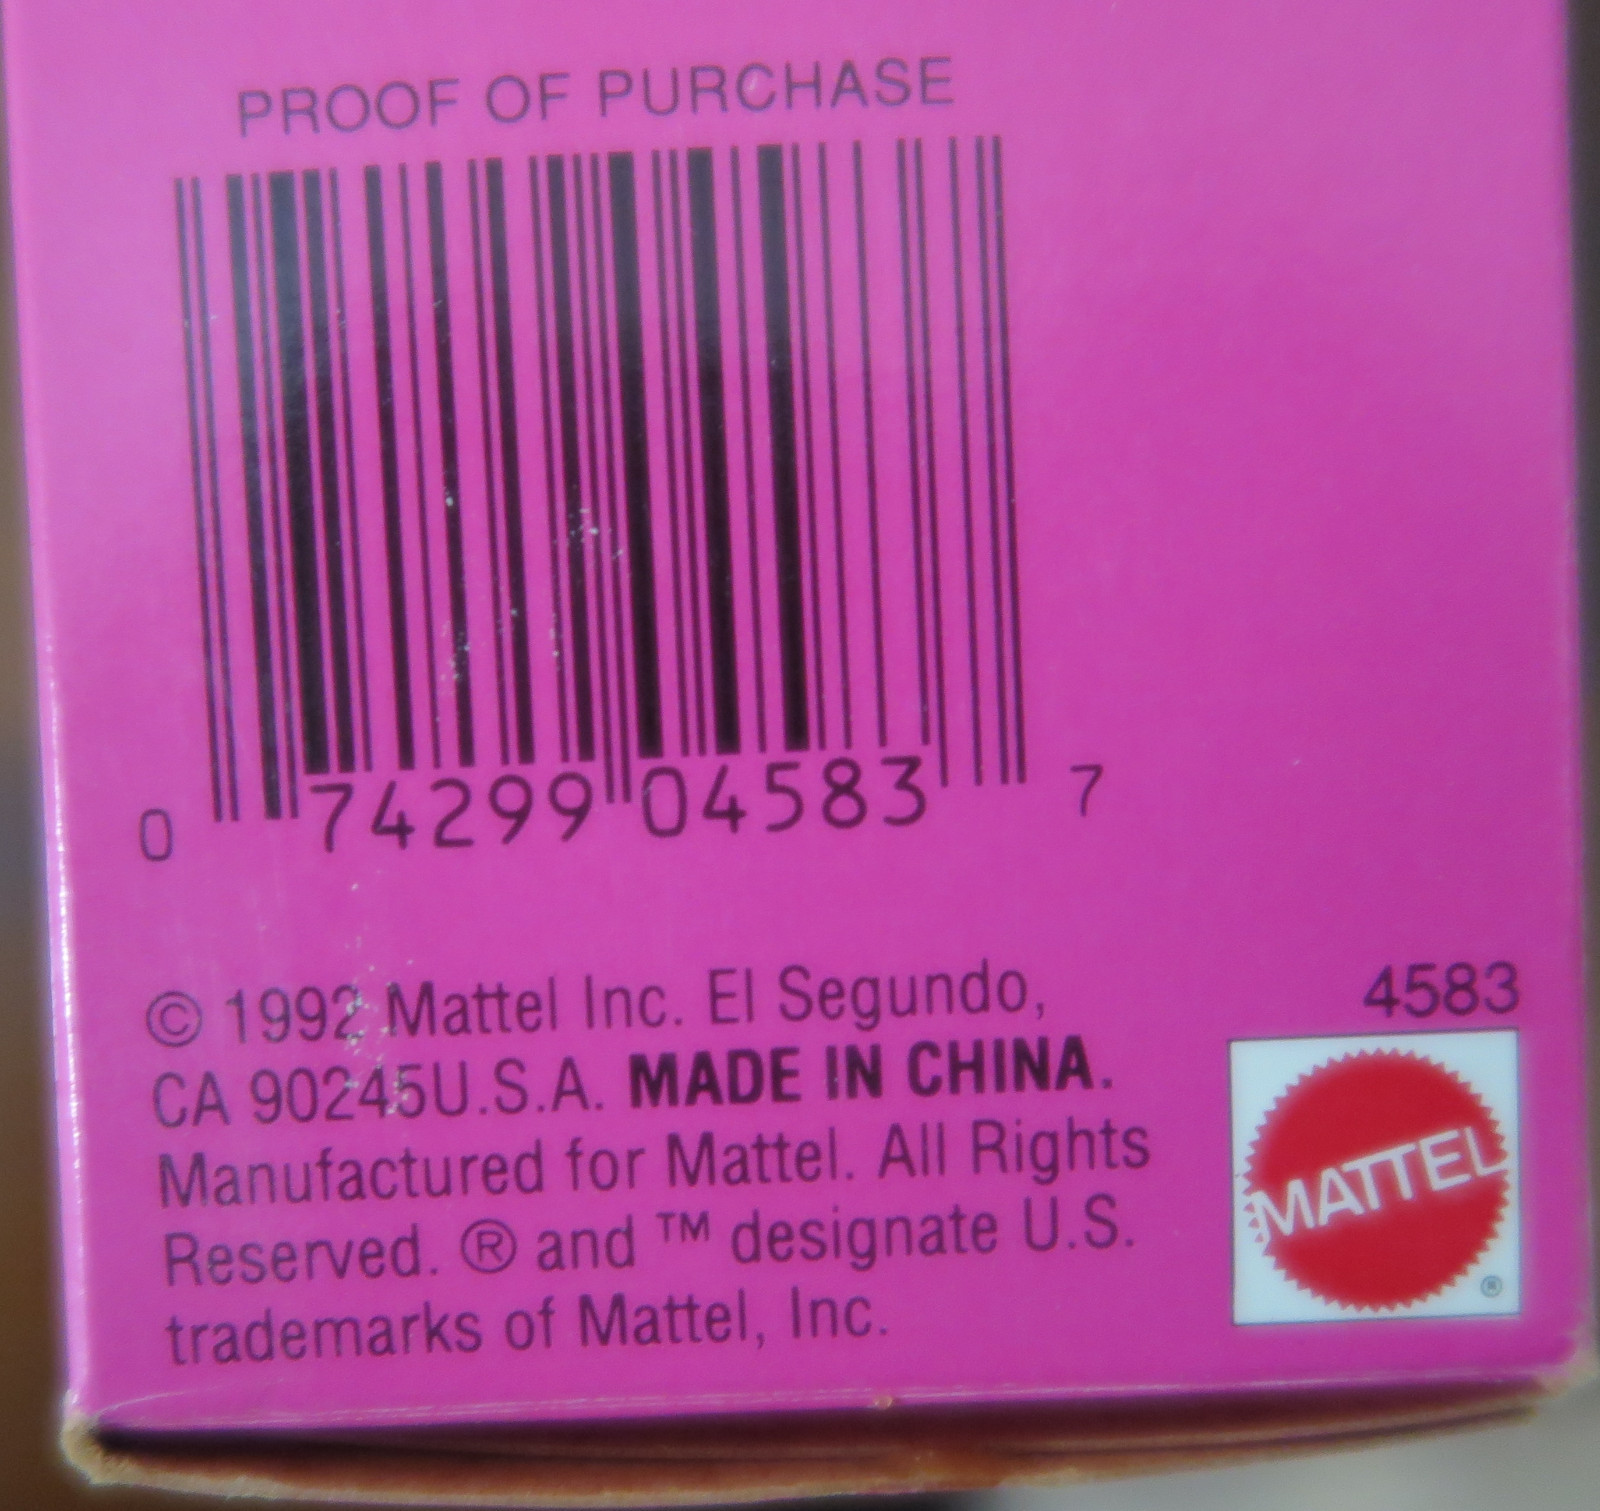 PROOF OF PURCHASE
0 74299 04583 7
© 1992 Mattel Inc. El Segundo,
CA 90245U.S.A. MADE IN CHINA.
Manufactured for Mattel. All Rights
Reserved. ® and ™ designate U.S.
trademarks of Mattel, Inc.
4583
MATTEL
®